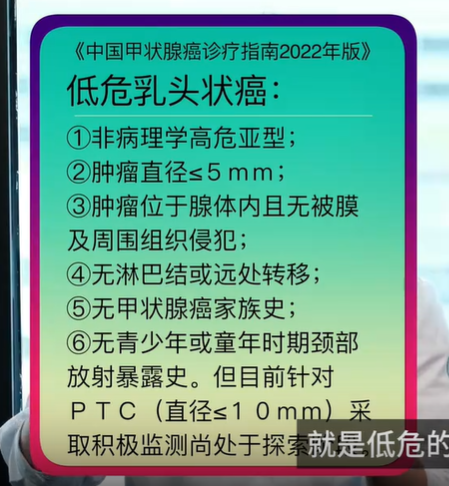 《中国甲状腺癌诊疗指南2022年版》
低危乳头状癌：
①非病理学高危亚型；
②肿瘤直径≤５ｍｍ；
③肿瘤位于腺体内且无被膜
及周围组织侵犯；
④无淋巴结或远处转移；
⑤无甲状腺癌家族史；
⑥无青少年或童年时期颈部
放射暴露史。但目前针对
ＰＴＣ（直径≤１０ｍｍ）采
取积极监测尚处于探索
就是低危的